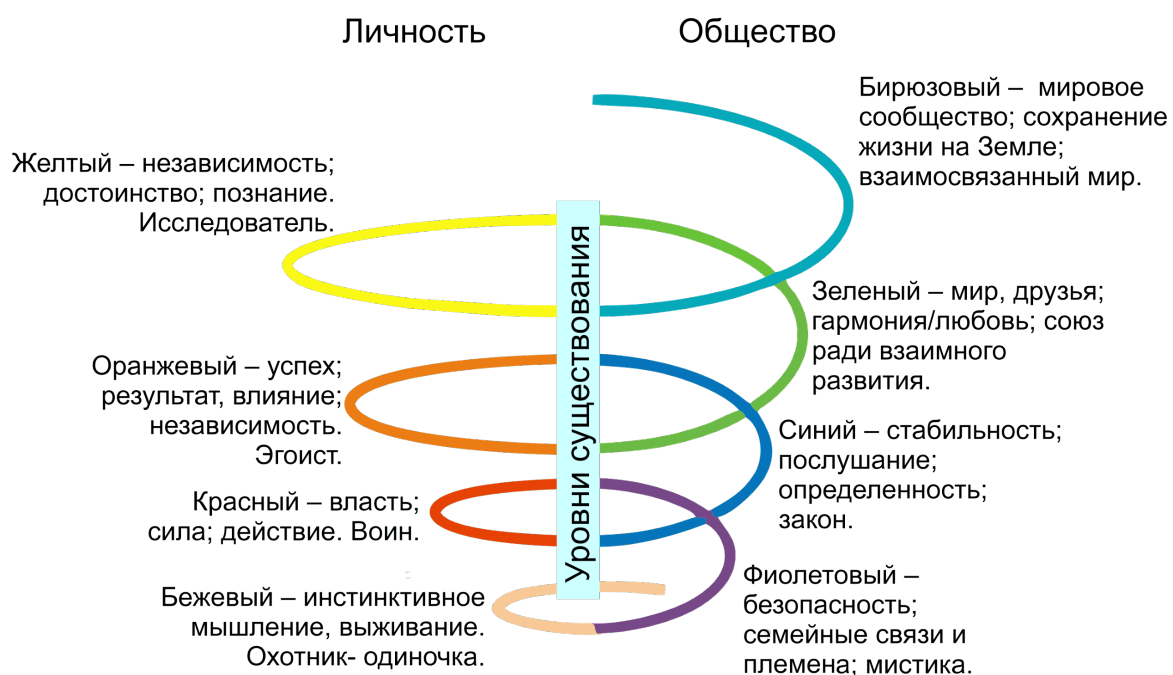 Личность
Общество
Бирюзовый – мировое
сообщество; сохранение
жизни на Земле;
взаимосвязанный мир.
Желтый – независимость;
достоинство; познание.
Исследователь.
Уровни существования
Зеленый – мир, друзья;
гармония/любовь; союз
ради взаимного
развития.
Оранжевый – успех;
результат, влияние;
независимость.
Эгоист.
Синий – стабильность;
послушание;
определенность;
закон.
Красный – власть;
сила; действие. Воин.
Фиолетовый –
безопасность;
семейные связи и
племена; мистика.
Бежевый – инстинктивное
мышление, выживание.
Охотник- одиночка.